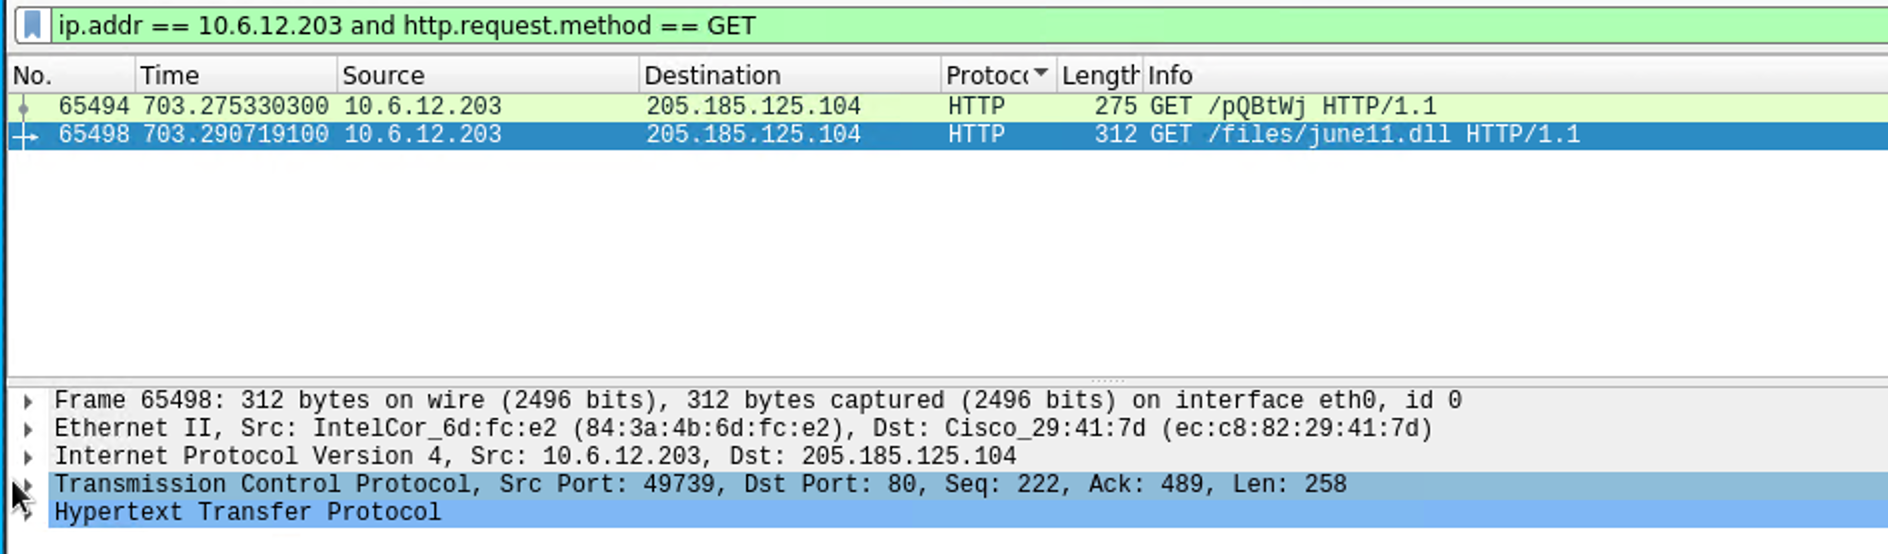 ip.addr == 10.6.12.203 and http.request.method == GET
No. Time Source Destination Protoc Length Info
65494 703.275330300 10.6.12.203 205.185.125.104 HTTP 275 GET /pQBtWj HTTP/1.1
65498 703.290719100 10.6.12.203 205.185.125.104 HTTP 312 GET /files/june11.dll HTTP/1.1
Frame 65498: 312 bytes on wire (2496 bits), 312 bytes captured (2496 bits) on interface eth0, id 0
Ethernet II, Src: IntelCor_6d:fc:e2 (84:3a:4b:6d:fc:e2), Dst: Cisco_29:41:7d (ec:c8:82:29:41:7d)
Internet Protocol Version 4, Src: 10.6.12.203, Dst: 205.185.125.104
Transmission Control Protocol, Src Port: 49739, Dst Port: 80, Seq: 222, Ack: 489, Len: 258
Hypertext Transfer Protocol